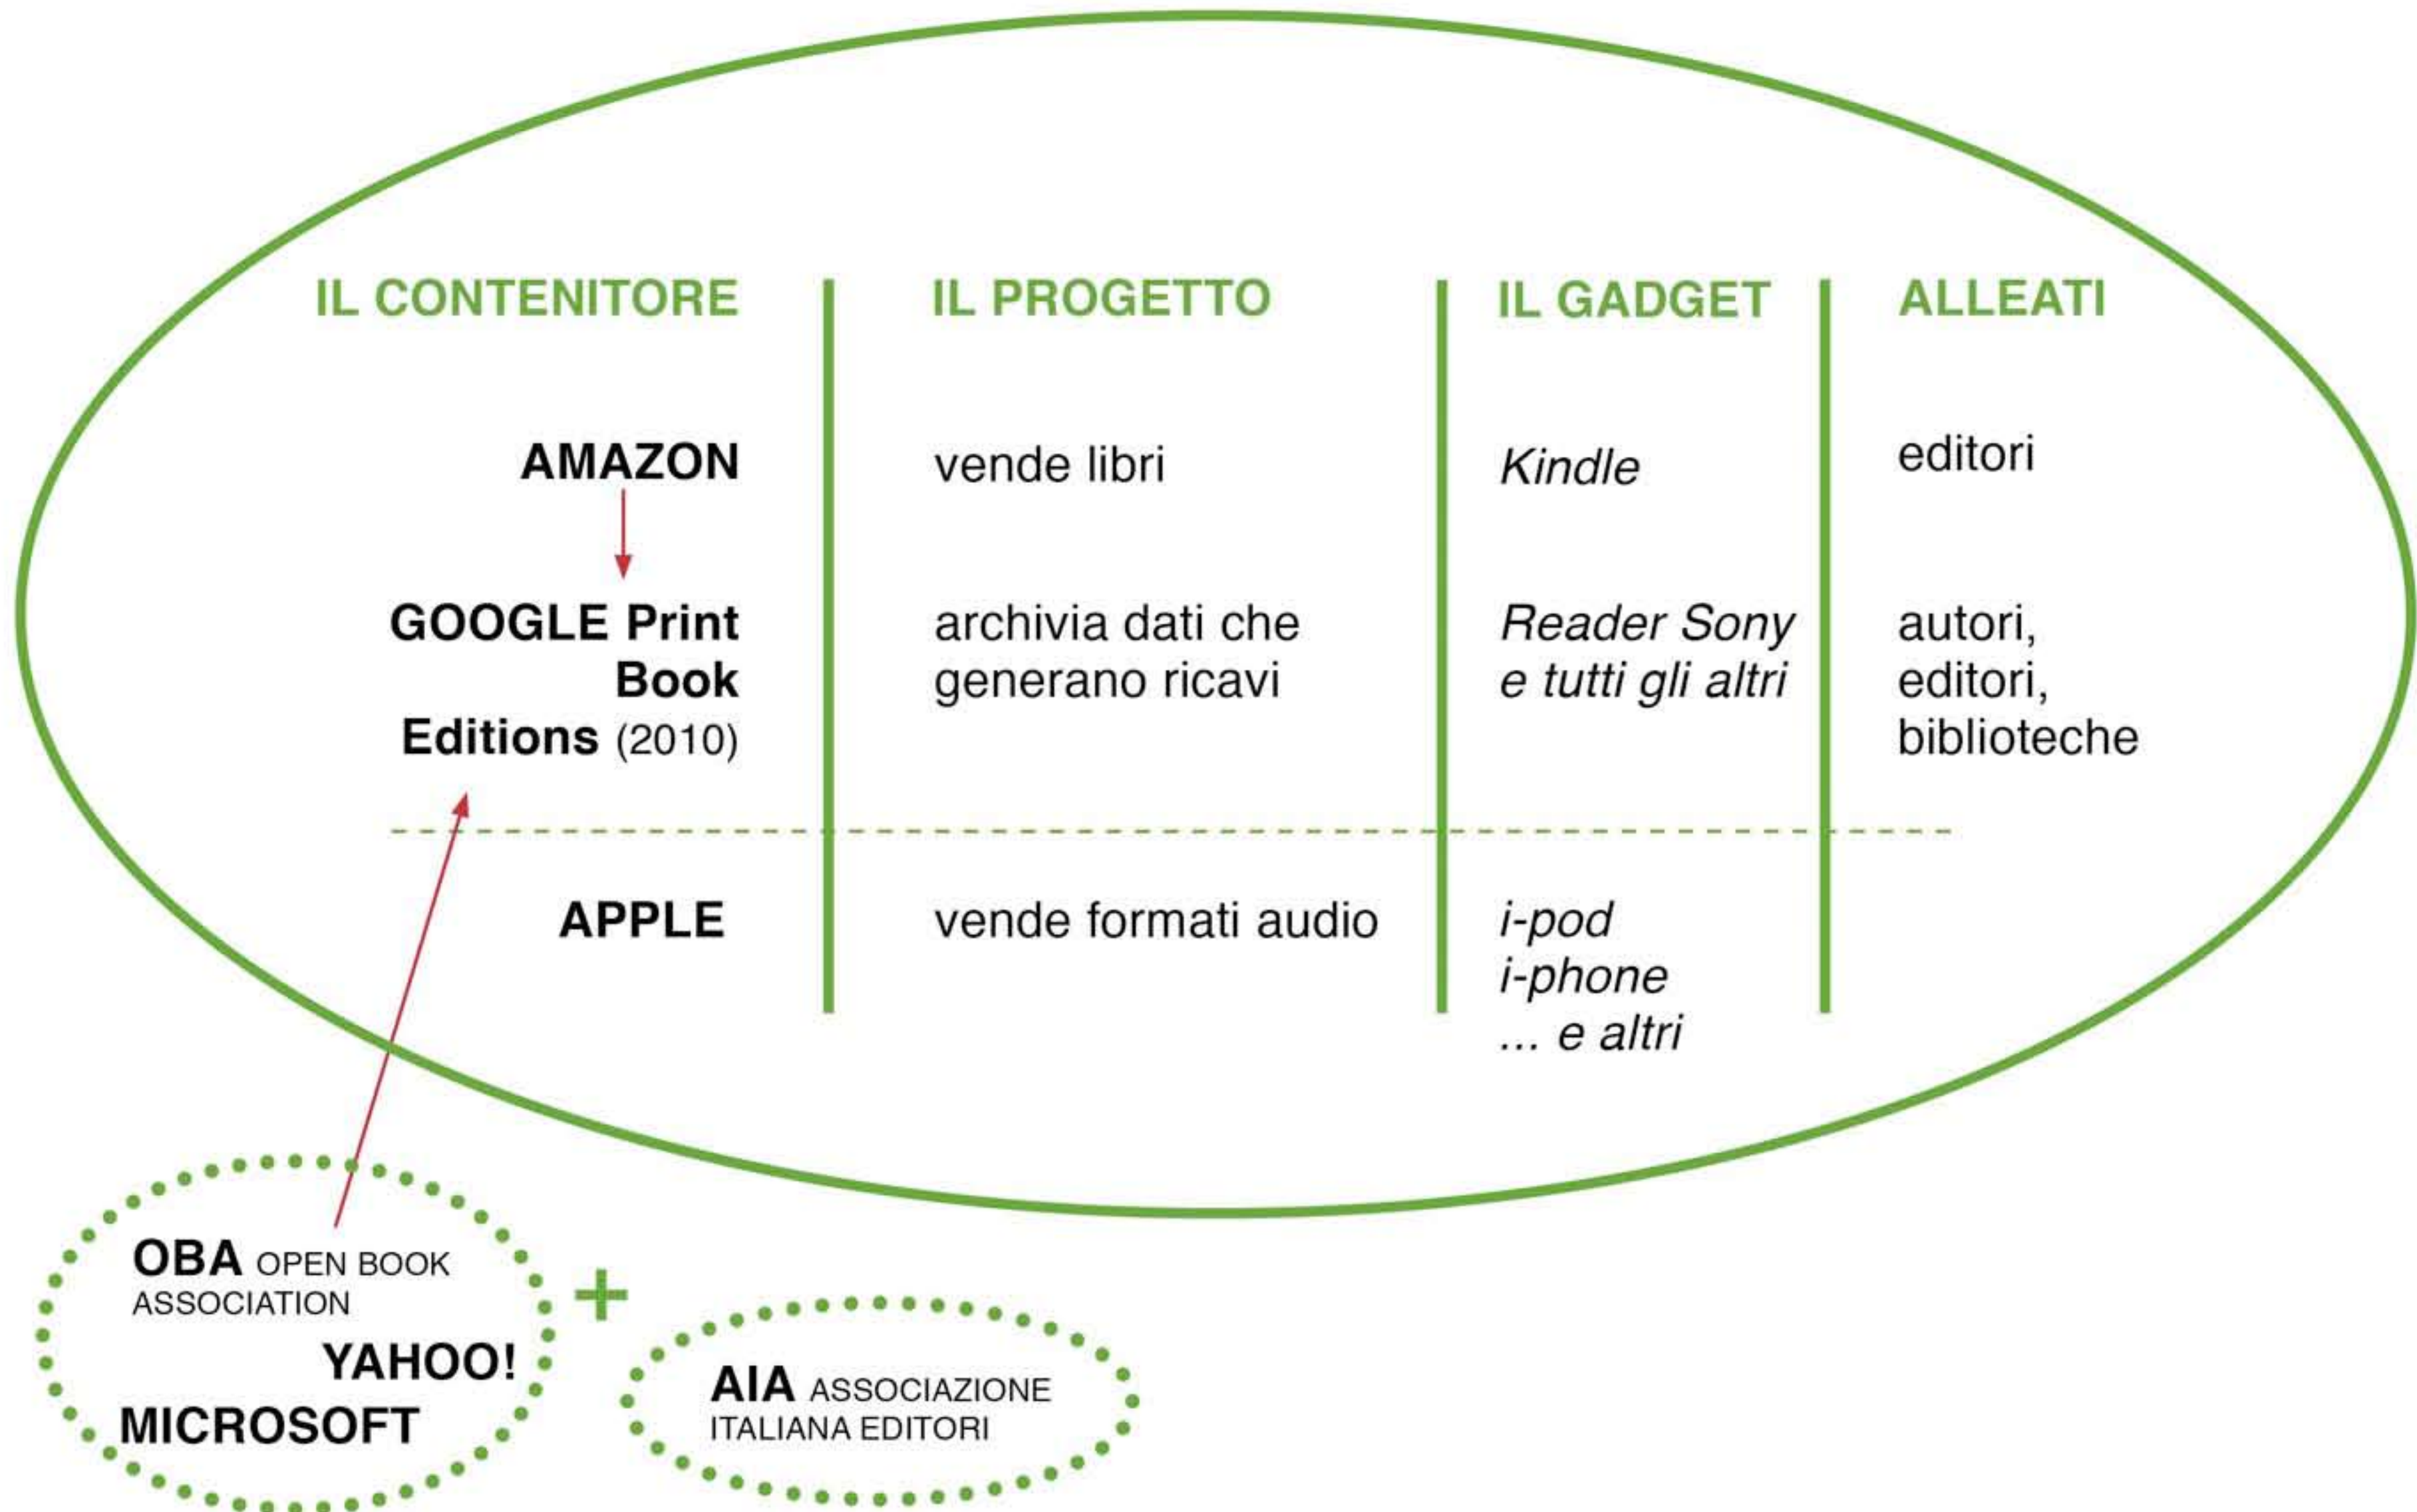 IL CONTENITORE IL PROGETTO IL GADGET ALLEATI
AMAZON vende libri Kindle editori
GOOGLE Print archivia dati che Reader Sony autori,
Book generano ricavi e tutti gli altri editori,
Editions (2010) biblioteche
APPLE vende formati audio i-pod
i-phone
... e altri
OBA OPEN BOOK
ASSOCIATION
YAHOO!
MICROSOFT
+
AIA ASSOCIAZIONE
ITALIANA EDITORI